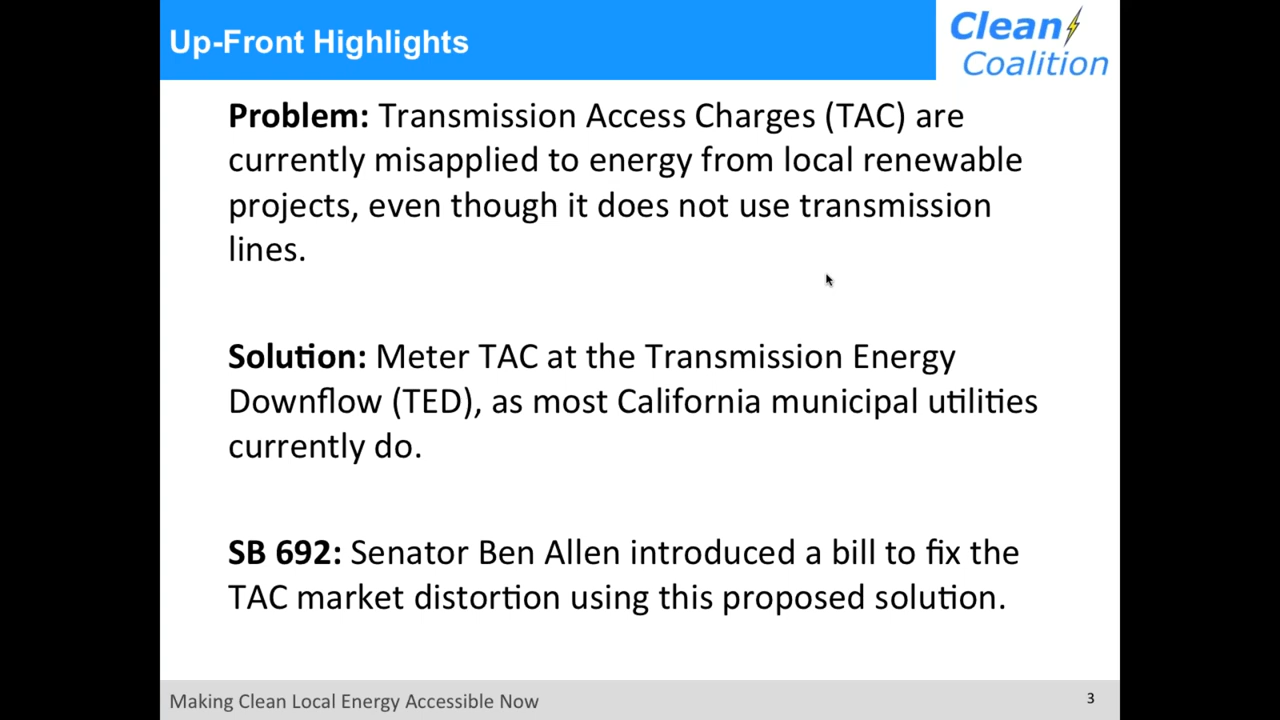 Up-Front Highlights
Clean
Coalition
Problem: Transmission Access Charges (TAC) are
currently misapplied to energy from local renewable
projects, even though it does not use transmission
lines.
Solution: Meter TAC at the Transmission Energy
Downflow (TED), as most California municipal utilities
currently do.
SB 692: Senator Ben Allen introduced a bill to fix the
TAC market distortion using this proposed solution.
Making Clean Local Energy Accessible Now
3